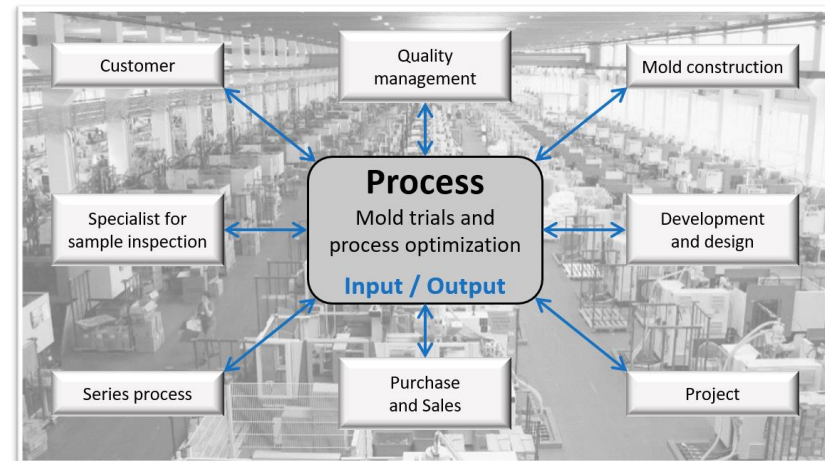 Customer
Quality
management
Mold construction
Process
Mold trials and
process optimization
Input / Output
Specialist for
sample inspection
Development
and design
Series process
Purchase
and Sales
Project